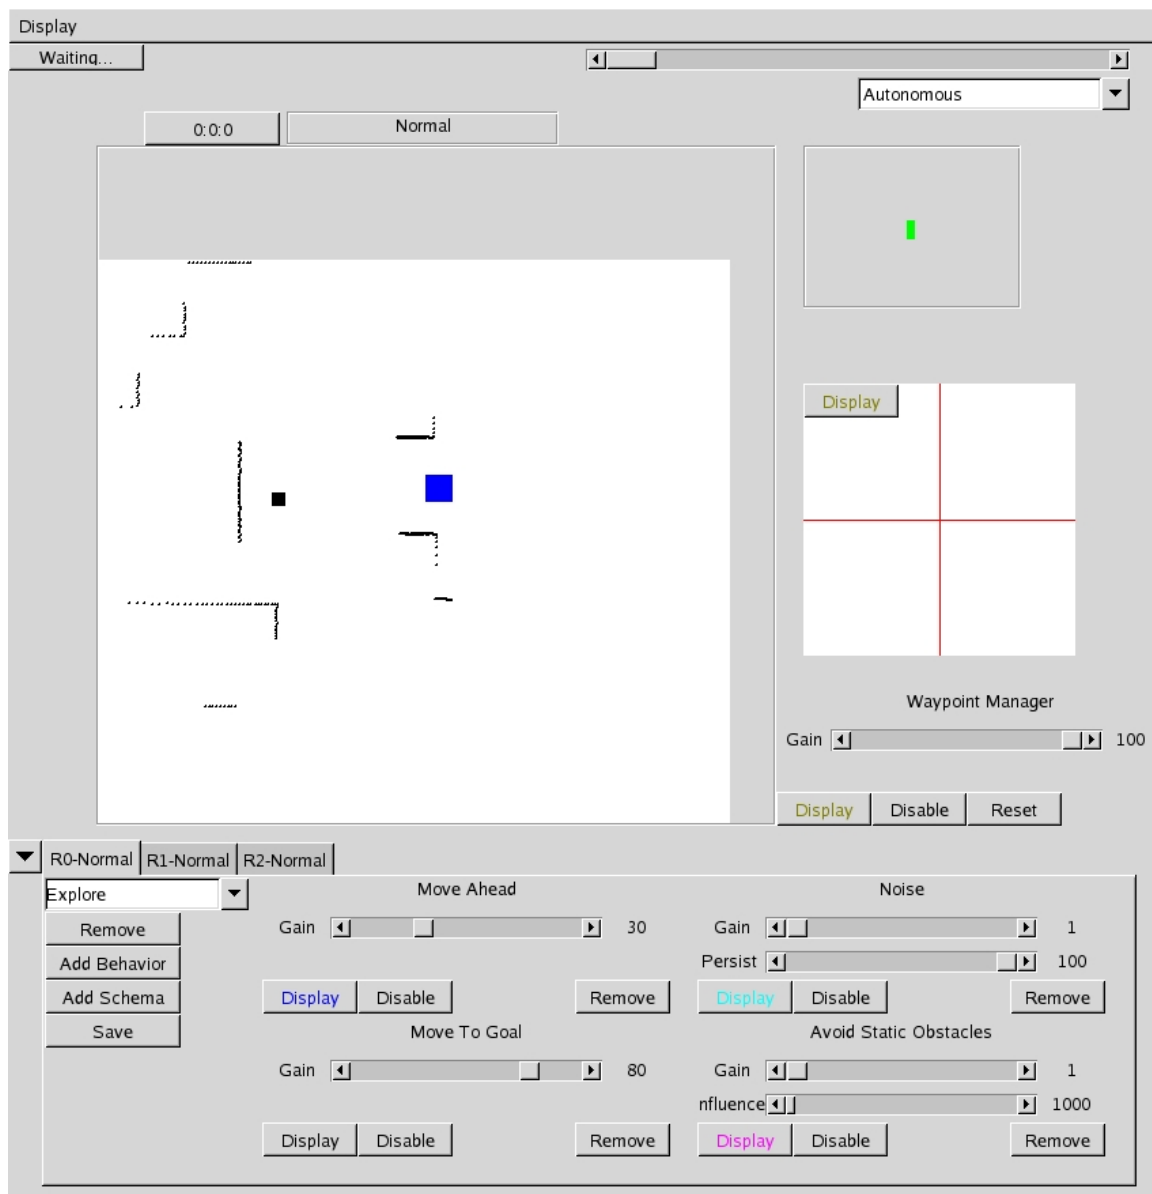 Display
Waiting...
Autonomous
0:0:0
Normal
Display
Waypoint Manager
Gain 100
Display Disable Reset
R0-Normal R1-Normal R2-Normal
Explore
Remove
Add Behavior
Add Schema
Save
Move Ahead
Gain 30
Display Disable Remove
Noise
Gain 1
Persist 100
Display Disable Remove
Move To Goal
Gain 80
Display Disable Remove
Avoid Static Obstacles
Gain 1
nfluence 1000
Display Disable Remove